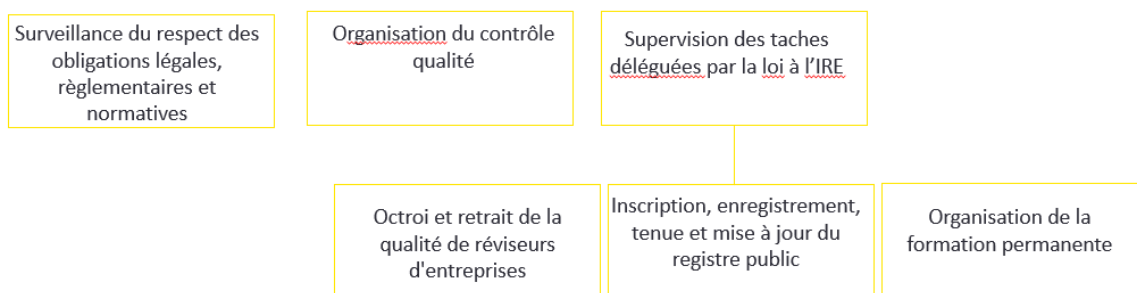 Surveillance du respect des
obligations légales,
règlementaires et
normatives
Organisation du contrôle
qualité
Supervision des taches
déléguées par la loi à l'IRE
Octroi et retrait de la
qualité de réviseurs
d'entreprises
Inscription, enregistrement,
tenue et mise à jour du
registre public
Organisation de la
formation permanente